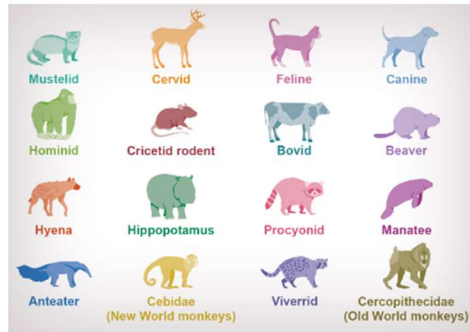 Mustelid
Cervid
Feline
Canine
Hominid
Cricetid rodent
Bovid
Beaver
Hyena
Hippopotamus
Procyonid
Manatee
Anteater
Cebidae
(New World monkeys)
Viverrid
Cercopithecidae
(Old World monkeys)